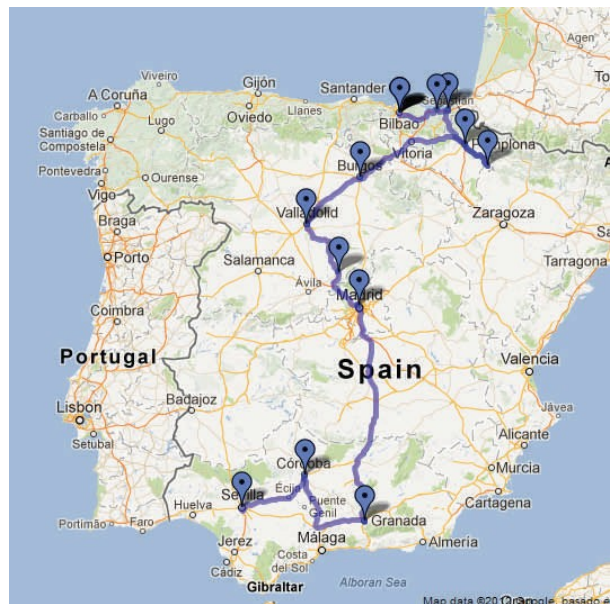 Viveiro
Gijón
Santander
Agen
A Coruña
Oviedo
Llanes
Bilbao
Carballo
Lugo
Vitoria
Santiago de
Compostela
Pontevedra
Ourense
Burgos
Vigo
Valladolid
Braga
Zaragoza
Porto
Salamanca
Tarragona
Ávila
Madrid
Coimbra
Portugal
Spain
Valencia
Lisbon
Badajoz
Jávea
Setubal
Alicante
Córdoba
Murcia
Sevilla
Écija
Huelva
Puente
Genil
Cartagena
Portimão
Faro
Granada
Jerez
Málaga
Almería
Cádiz
Costa
del Sol
Gibraltar
Alboran Sea